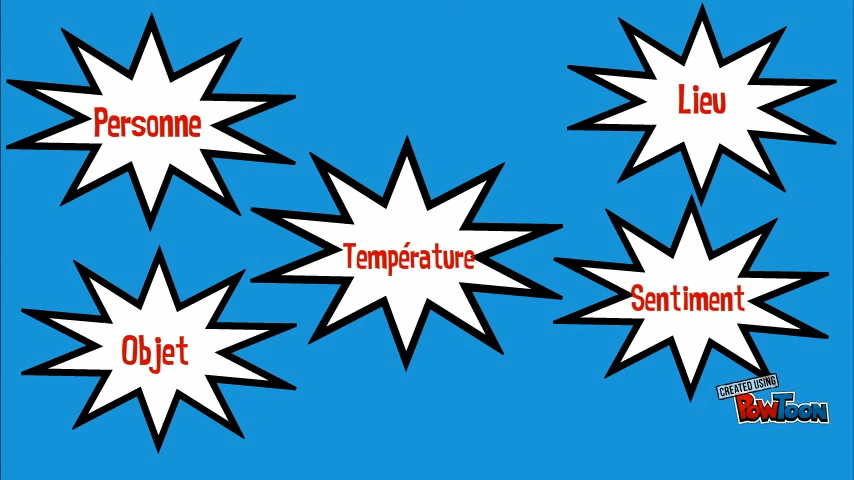 Personne
Lieu
Température
Sentiment
Objet
CREATED USING
POWTOON